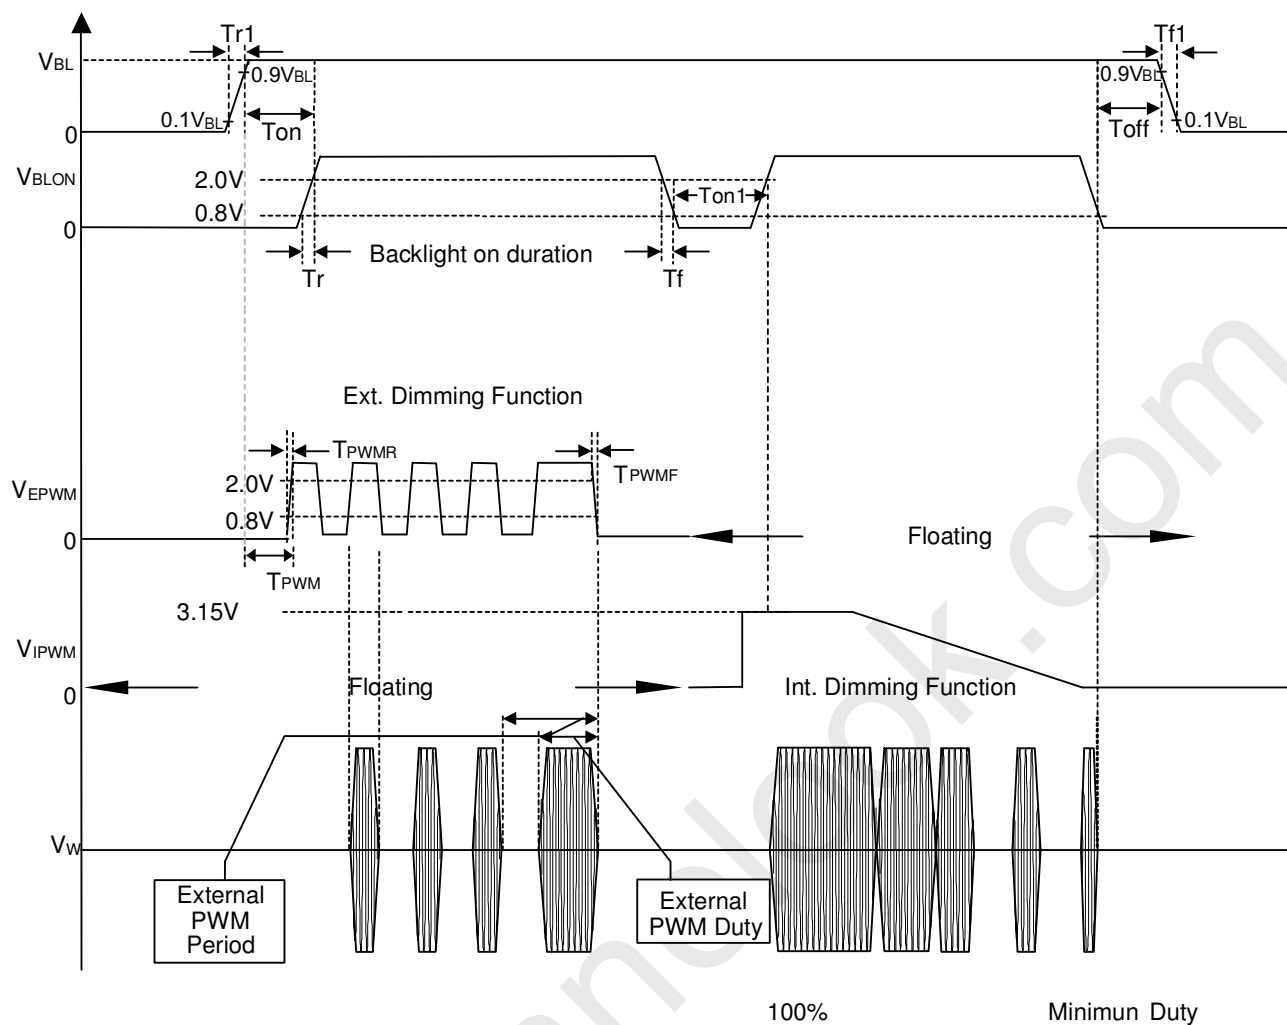 Tr1
Tf1
VBL
0.9VBL
0.9VBL
0.1VBL
Ton
Toff
0.1VBL
0
VBLON
2.0V
Ton1
0.8V
0
Backlight on duration
Tr
Tf
Ext. Dimming Function
TPWMR
TPWMF
VEPWM
2.0V
0.8V
0
Floating
TPWM
3.15V
VIPWM
0
Floating
Int. Dimming Function
VW
External
PWM
Period
External
PWM Duty
100%
Minimun Duty
nlook.com